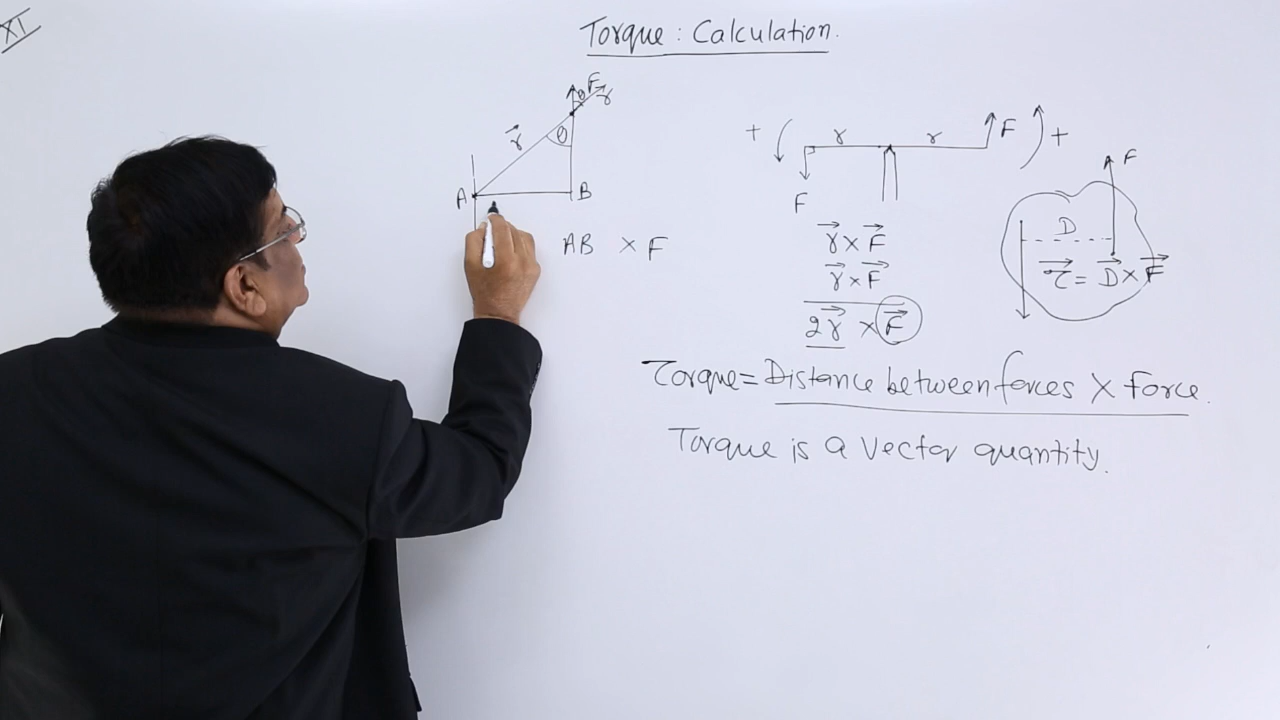 XI
Torque : Calculation.
F
θ
r⃗
r⃗
θ
A B
AB × F
+ r r F +
F
r⃗ × F⃗
r⃗ × F⃗
2r⃗ × F⃗
F
D
τ⃗ = D⃗ × F⃗
Torque = Distance between forces × Force.
Torque is a Vector quantity.